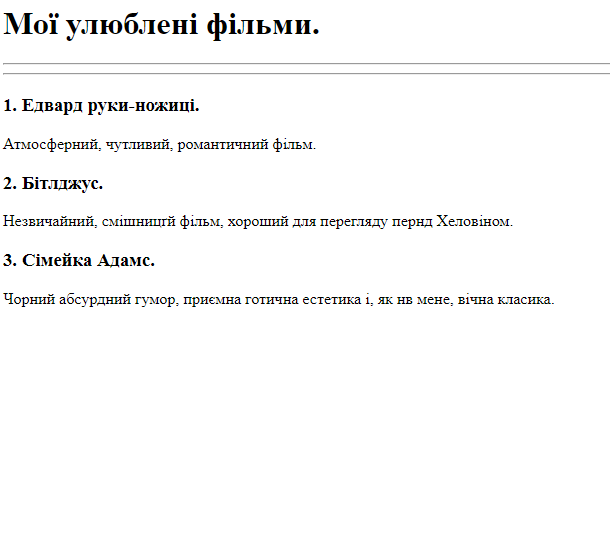 Мої улюблені фільми.
1. Едвард руки-ножиці.
Атмосферний, чутливий, романтичний фільм.
2. Бітлджус.
Незвичайний, смішництй фільм, хороший для перегляду пернд Хеловіном.
3. Сімейка Адамс.
Чорний абсурдний гумор, приємна готична естетика і, як нв мене, вічна класика.